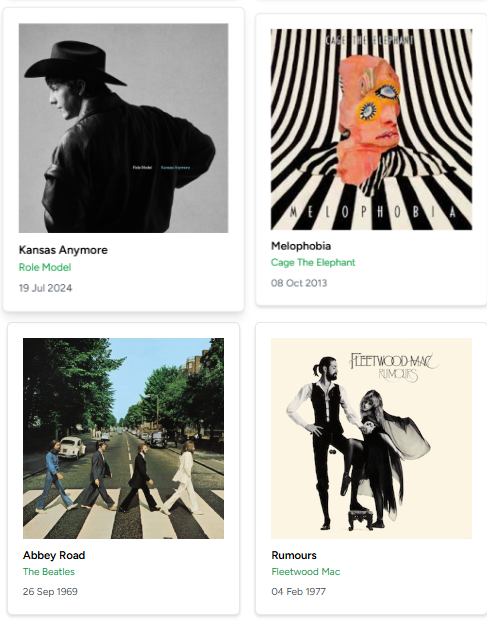 Role Model Kansas Anymore
Kansas Anymore
Role Model
19 Jul 2024
CAGE THE ELEPHANT
MELOPHOBIA
Melophobia
Cage The Elephant
08 Oct 2013
Abbey Road
The Beatles
26 Sep 1969
FLEETWOOD MAC
RUMOURS
Rumours
Fleetwood Mac
04 Feb 1977